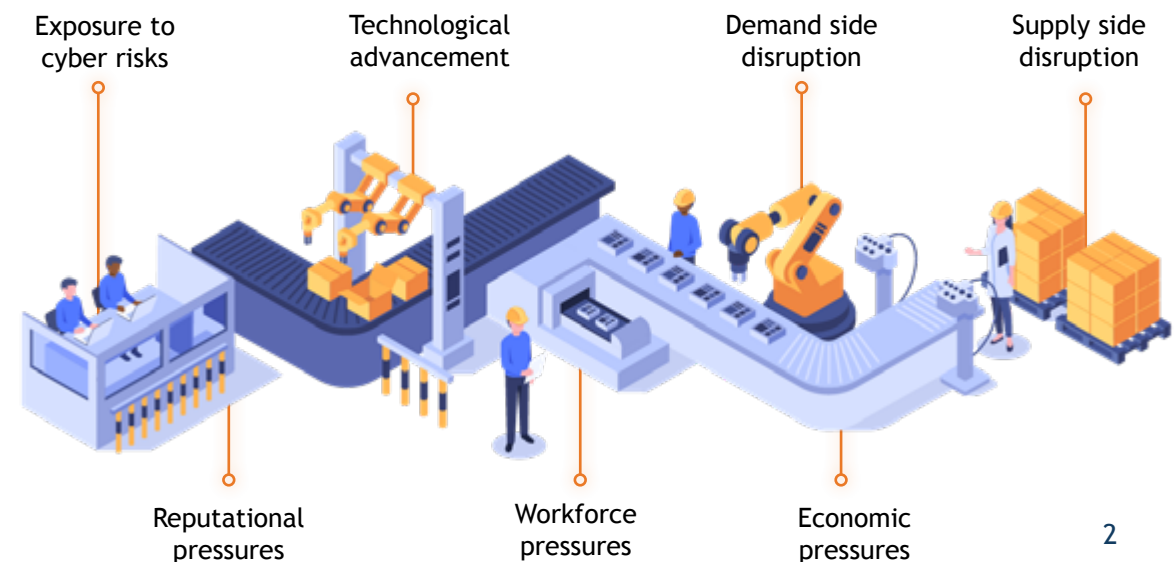 Exposure to
cyber risks
Technological
advancement
Demand side
disruption
Supply side
disruption
Reputational
pressures
Workforce
pressures
Economic
pressures
2